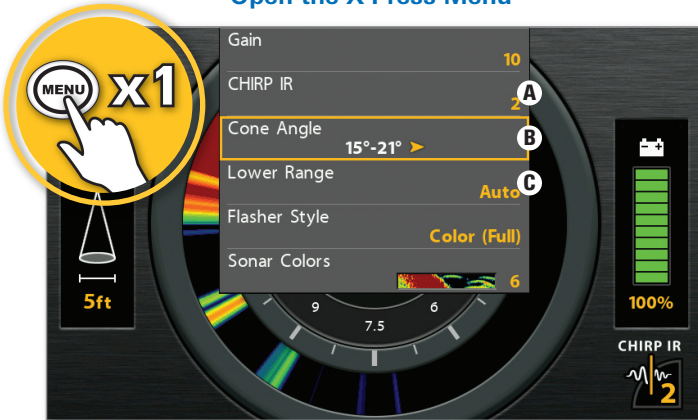 Open the X-Press Menu
MENU x1
Gain
10
CHIRP IR
2
A
Cone Angle
15°-21°
B
Lower Range
Auto
C
Flasher Style
Color (Full)
Sonar Colors
6
5ft
9
7.5
6
100%
CHIRP IR
2